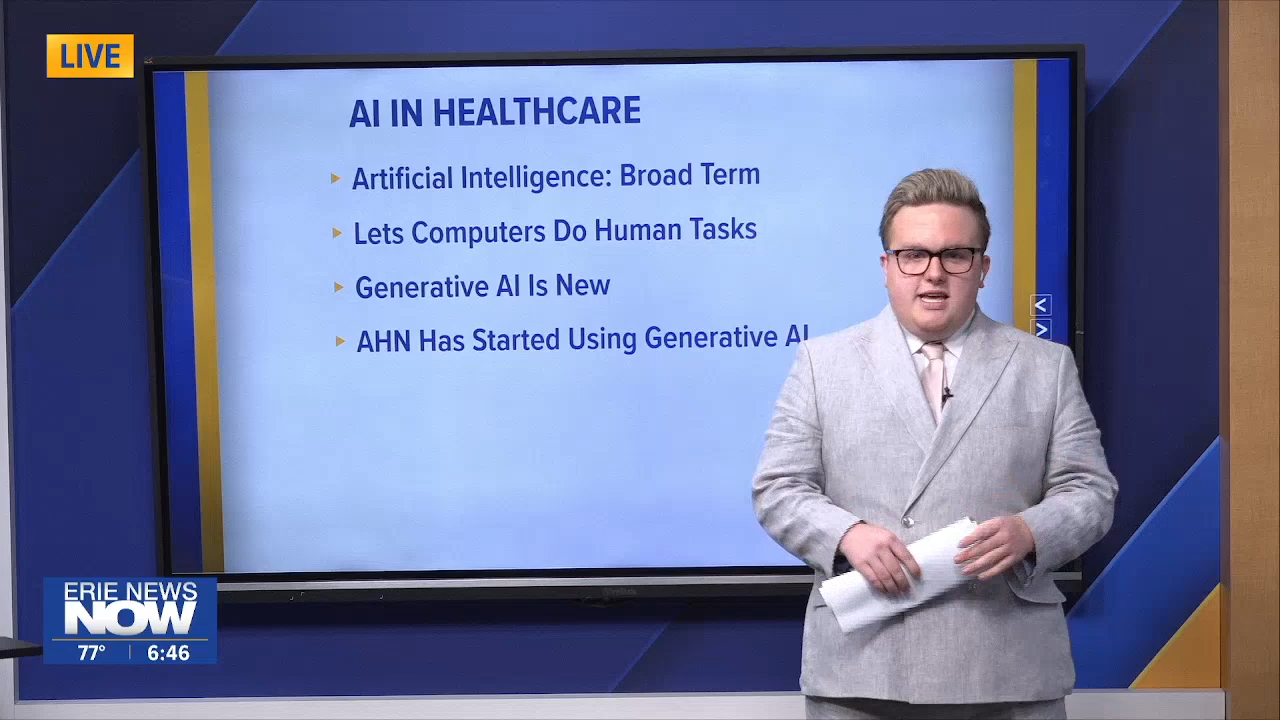 LIVE
AI IN HEALTHCARE
Artificial Intelligence: Broad Term
Lets Computers Do Human Tasks
Generative AI Is New
AHN Has Started Using Generative AI
ERIE NEWS
NOW
77° 6:46